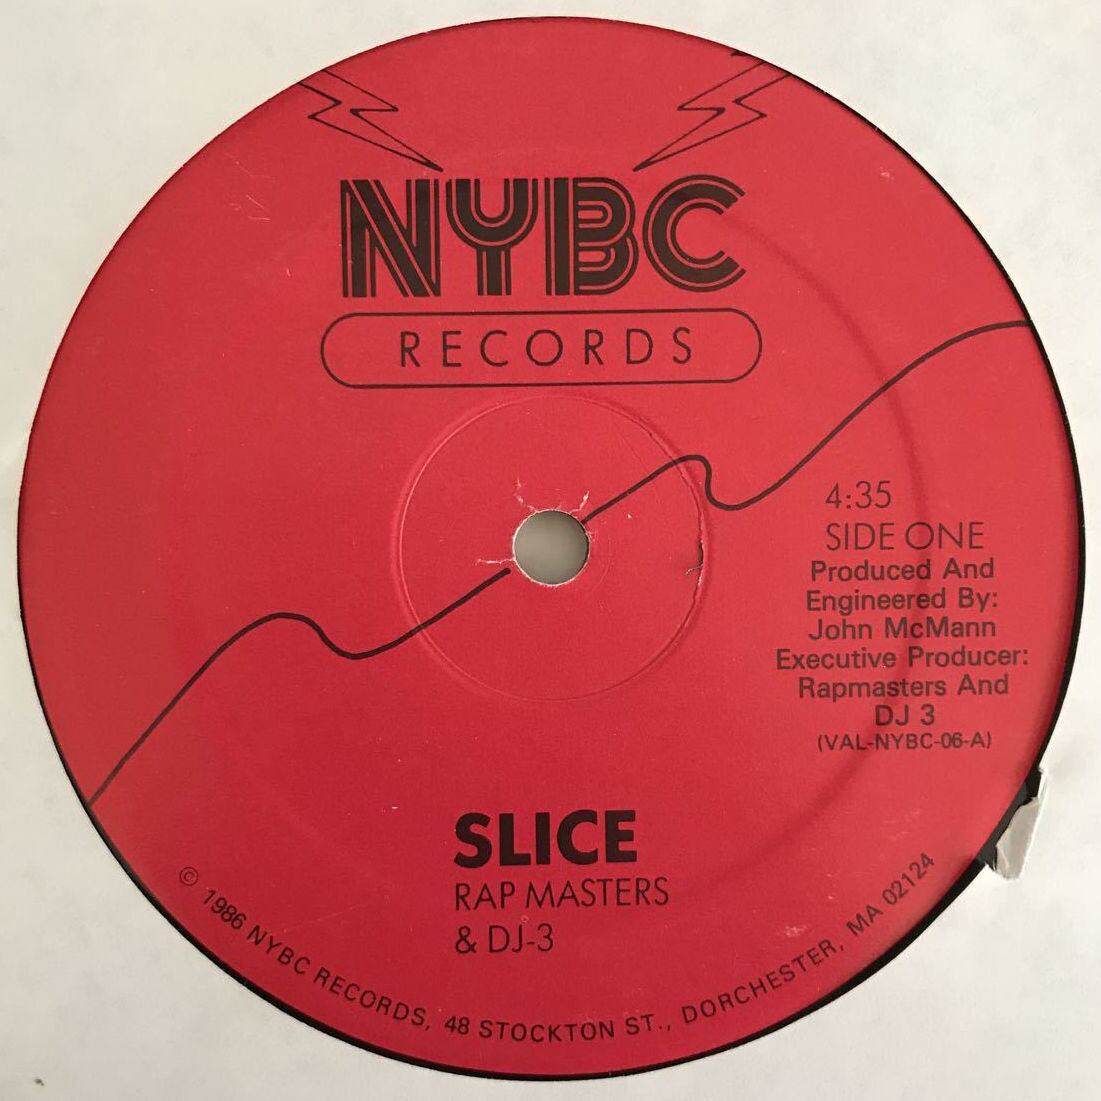 NYBC
RECORDS
4:35
SIDE ONE
Produced And
Engineered By:
John McMann
Executive Producer:
Rapmasters And
DJ 3
(VAL-NYBC-06-A)
SLICE
RAP MASTERS
& DJ-3
© 1986 NYBC RECORDS, 48 STOCKTON ST., DORCHESTER, MA 02124